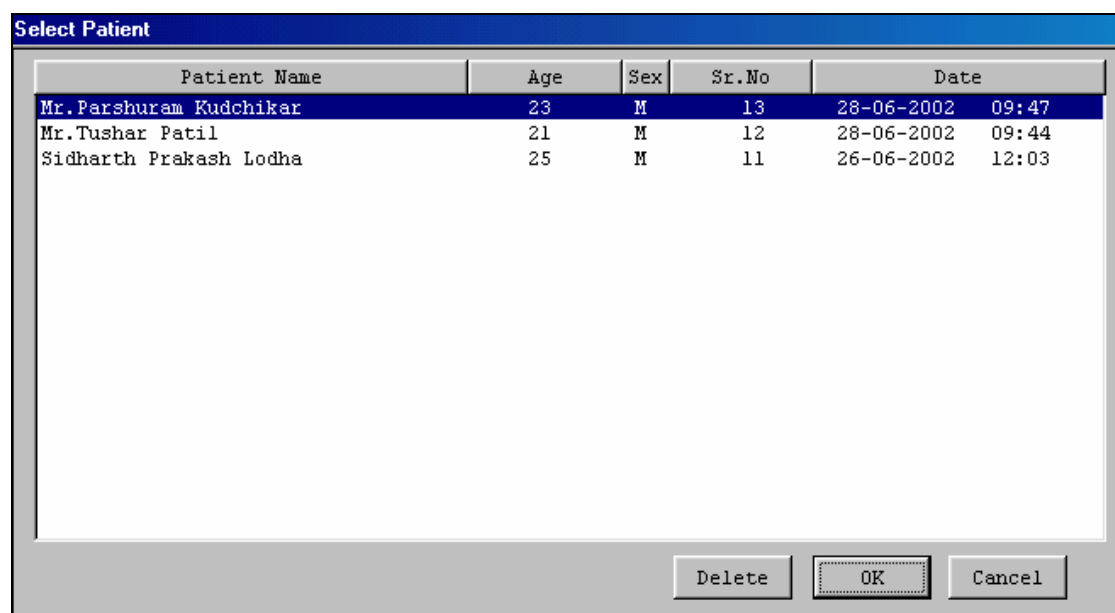 Select Patient
Patient Name Age Sex Sr.No Date
Mr.Parshuram Kudchikar 23 M 13 28-06-2002 09:47
Mr.Tushar Patil 21 M 12 28-06-2002 09:44
Sidharth Prakash Lodha 25 M 11 26-06-2002 12:03
Delete OK Cancel